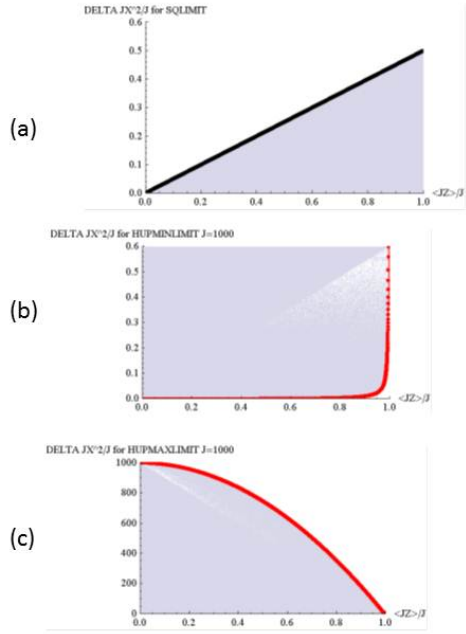 DELTA JX^2/J for SQLIMIT
0.6
0.5
0.4
(a)
0.3
0.2
0.1
0.0
<JZ>/J
0.0 0.2 0.4 0.6 0.8 1.0
DELTA JX^2/J for HUPMINLIMIT J=1000
0.6
0.5
0.4
(b)
0.3
0.2
0.1
0.0
<JZ>/J
0.0 0.2 0.4 0.6 0.8 1.0
DELTA JX^2/J for HUPMAXLIMIT J=1000
1000
800
(c)
600
400
200
0
<JZ>/J
0.0 0.2 0.4 0.6 0.8 1.0